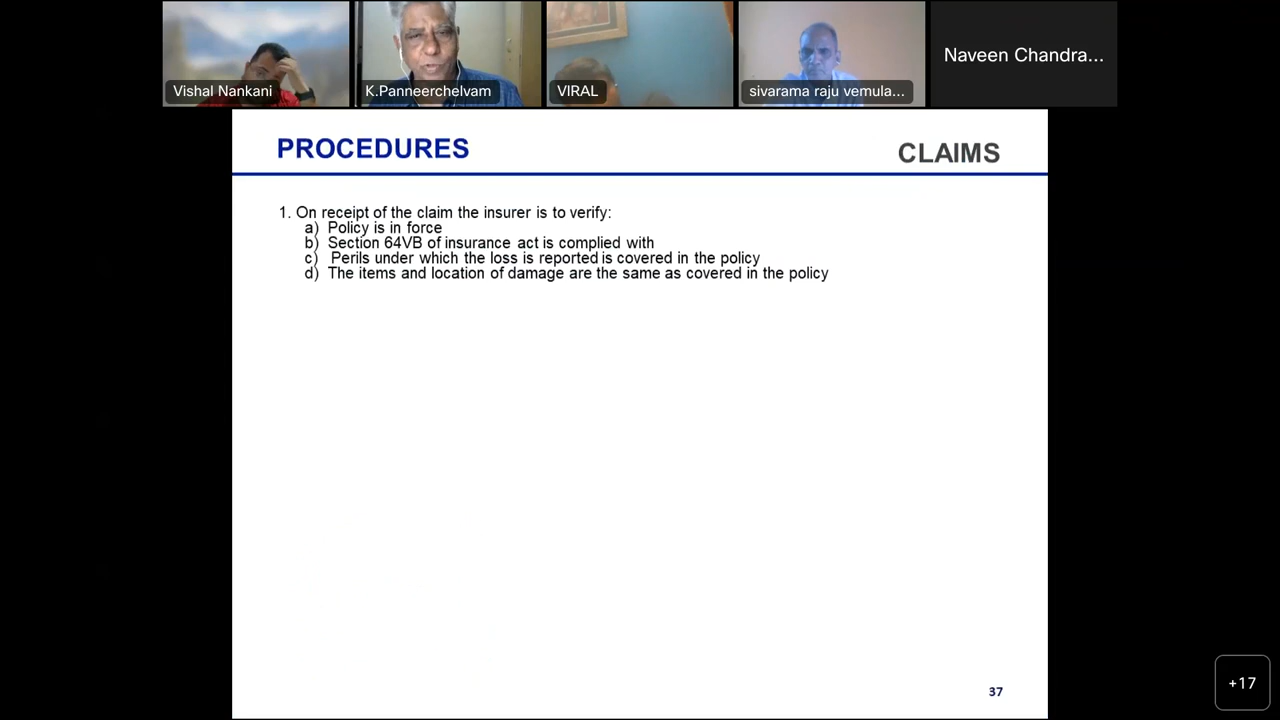 Vishal Nankani
K.Panneerchelvam
VIRAL
sivarama raju vemula...
Naveen Chandra...
PROCEDURES
CLAIMS
1. On receipt of the claim the insurer is to verify:
a) Policy is in force
b) Section 64VB of insurance act is complied with
c) Perils under which the loss is reported is covered in the policy
d) The items and location of damage are the same as covered in the policy
37
+17